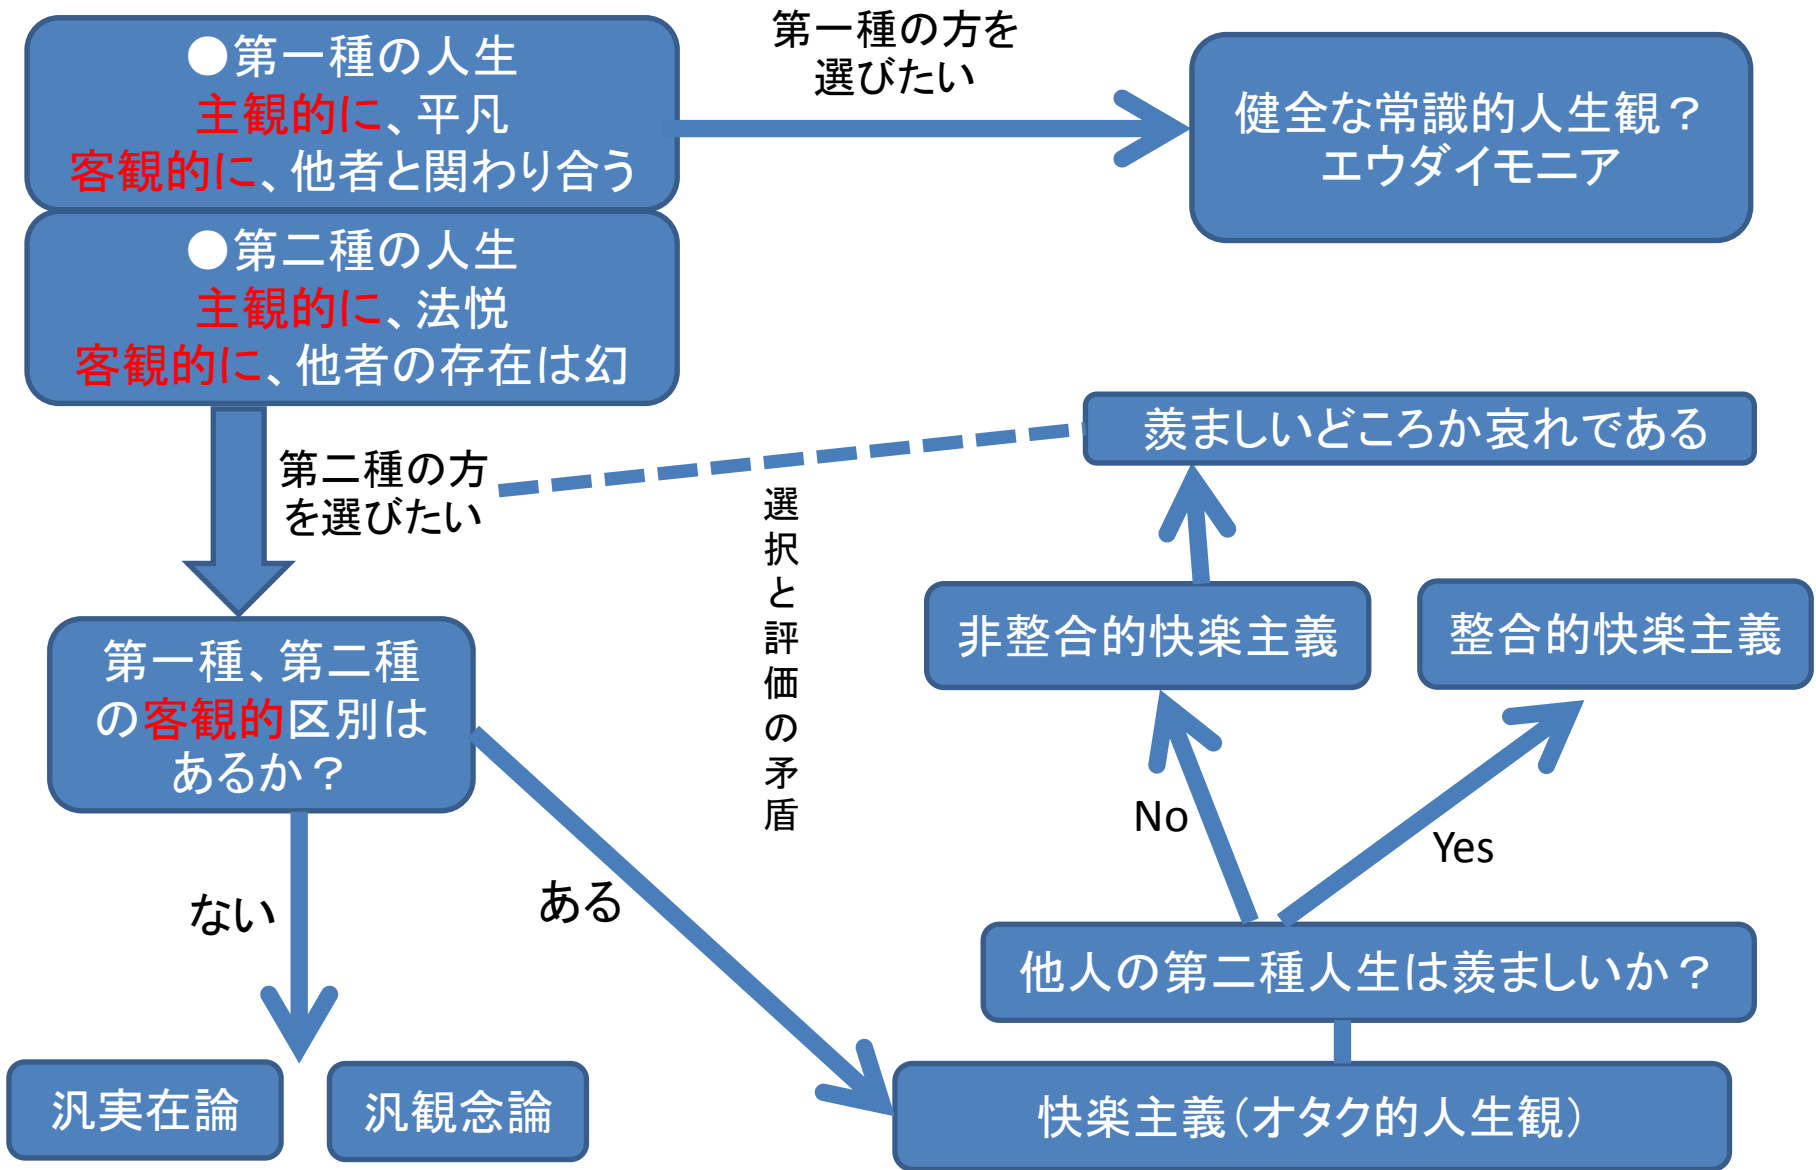 ●第一種の人生
主観的に、平凡
客観的に、他者と関わり合う
第一種の方を
選びたい
健全な常識的人生観？
エウダイモニア
●第二種の人生
主観的に、法悦
客観的に、他者の存在は幻
第二種の方
を選びたい
羨ましいどころか哀れである
選択と評価の矛盾
非整合的快楽主義
整合的快楽主義
第一種、第二種
の客観的区別は
あるか？
No
Yes
ない
ある
他人の第二種人生は羨ましいか？
汎実在論
汎観念論
快楽主義（オタク的人生観）